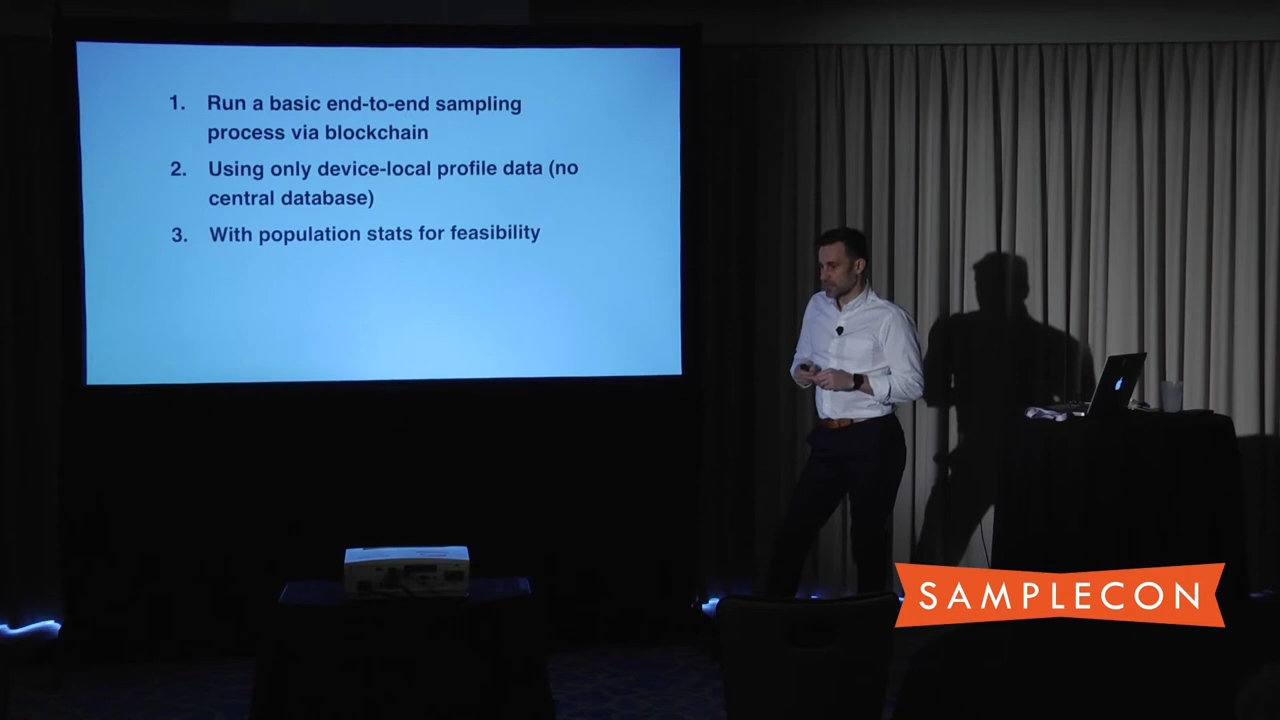 1. Run a basic end-to-end sampling
process via blockchain
2. Using only device-local profile data (no
central database)
3. With population stats for feasibility
SAMPLECON